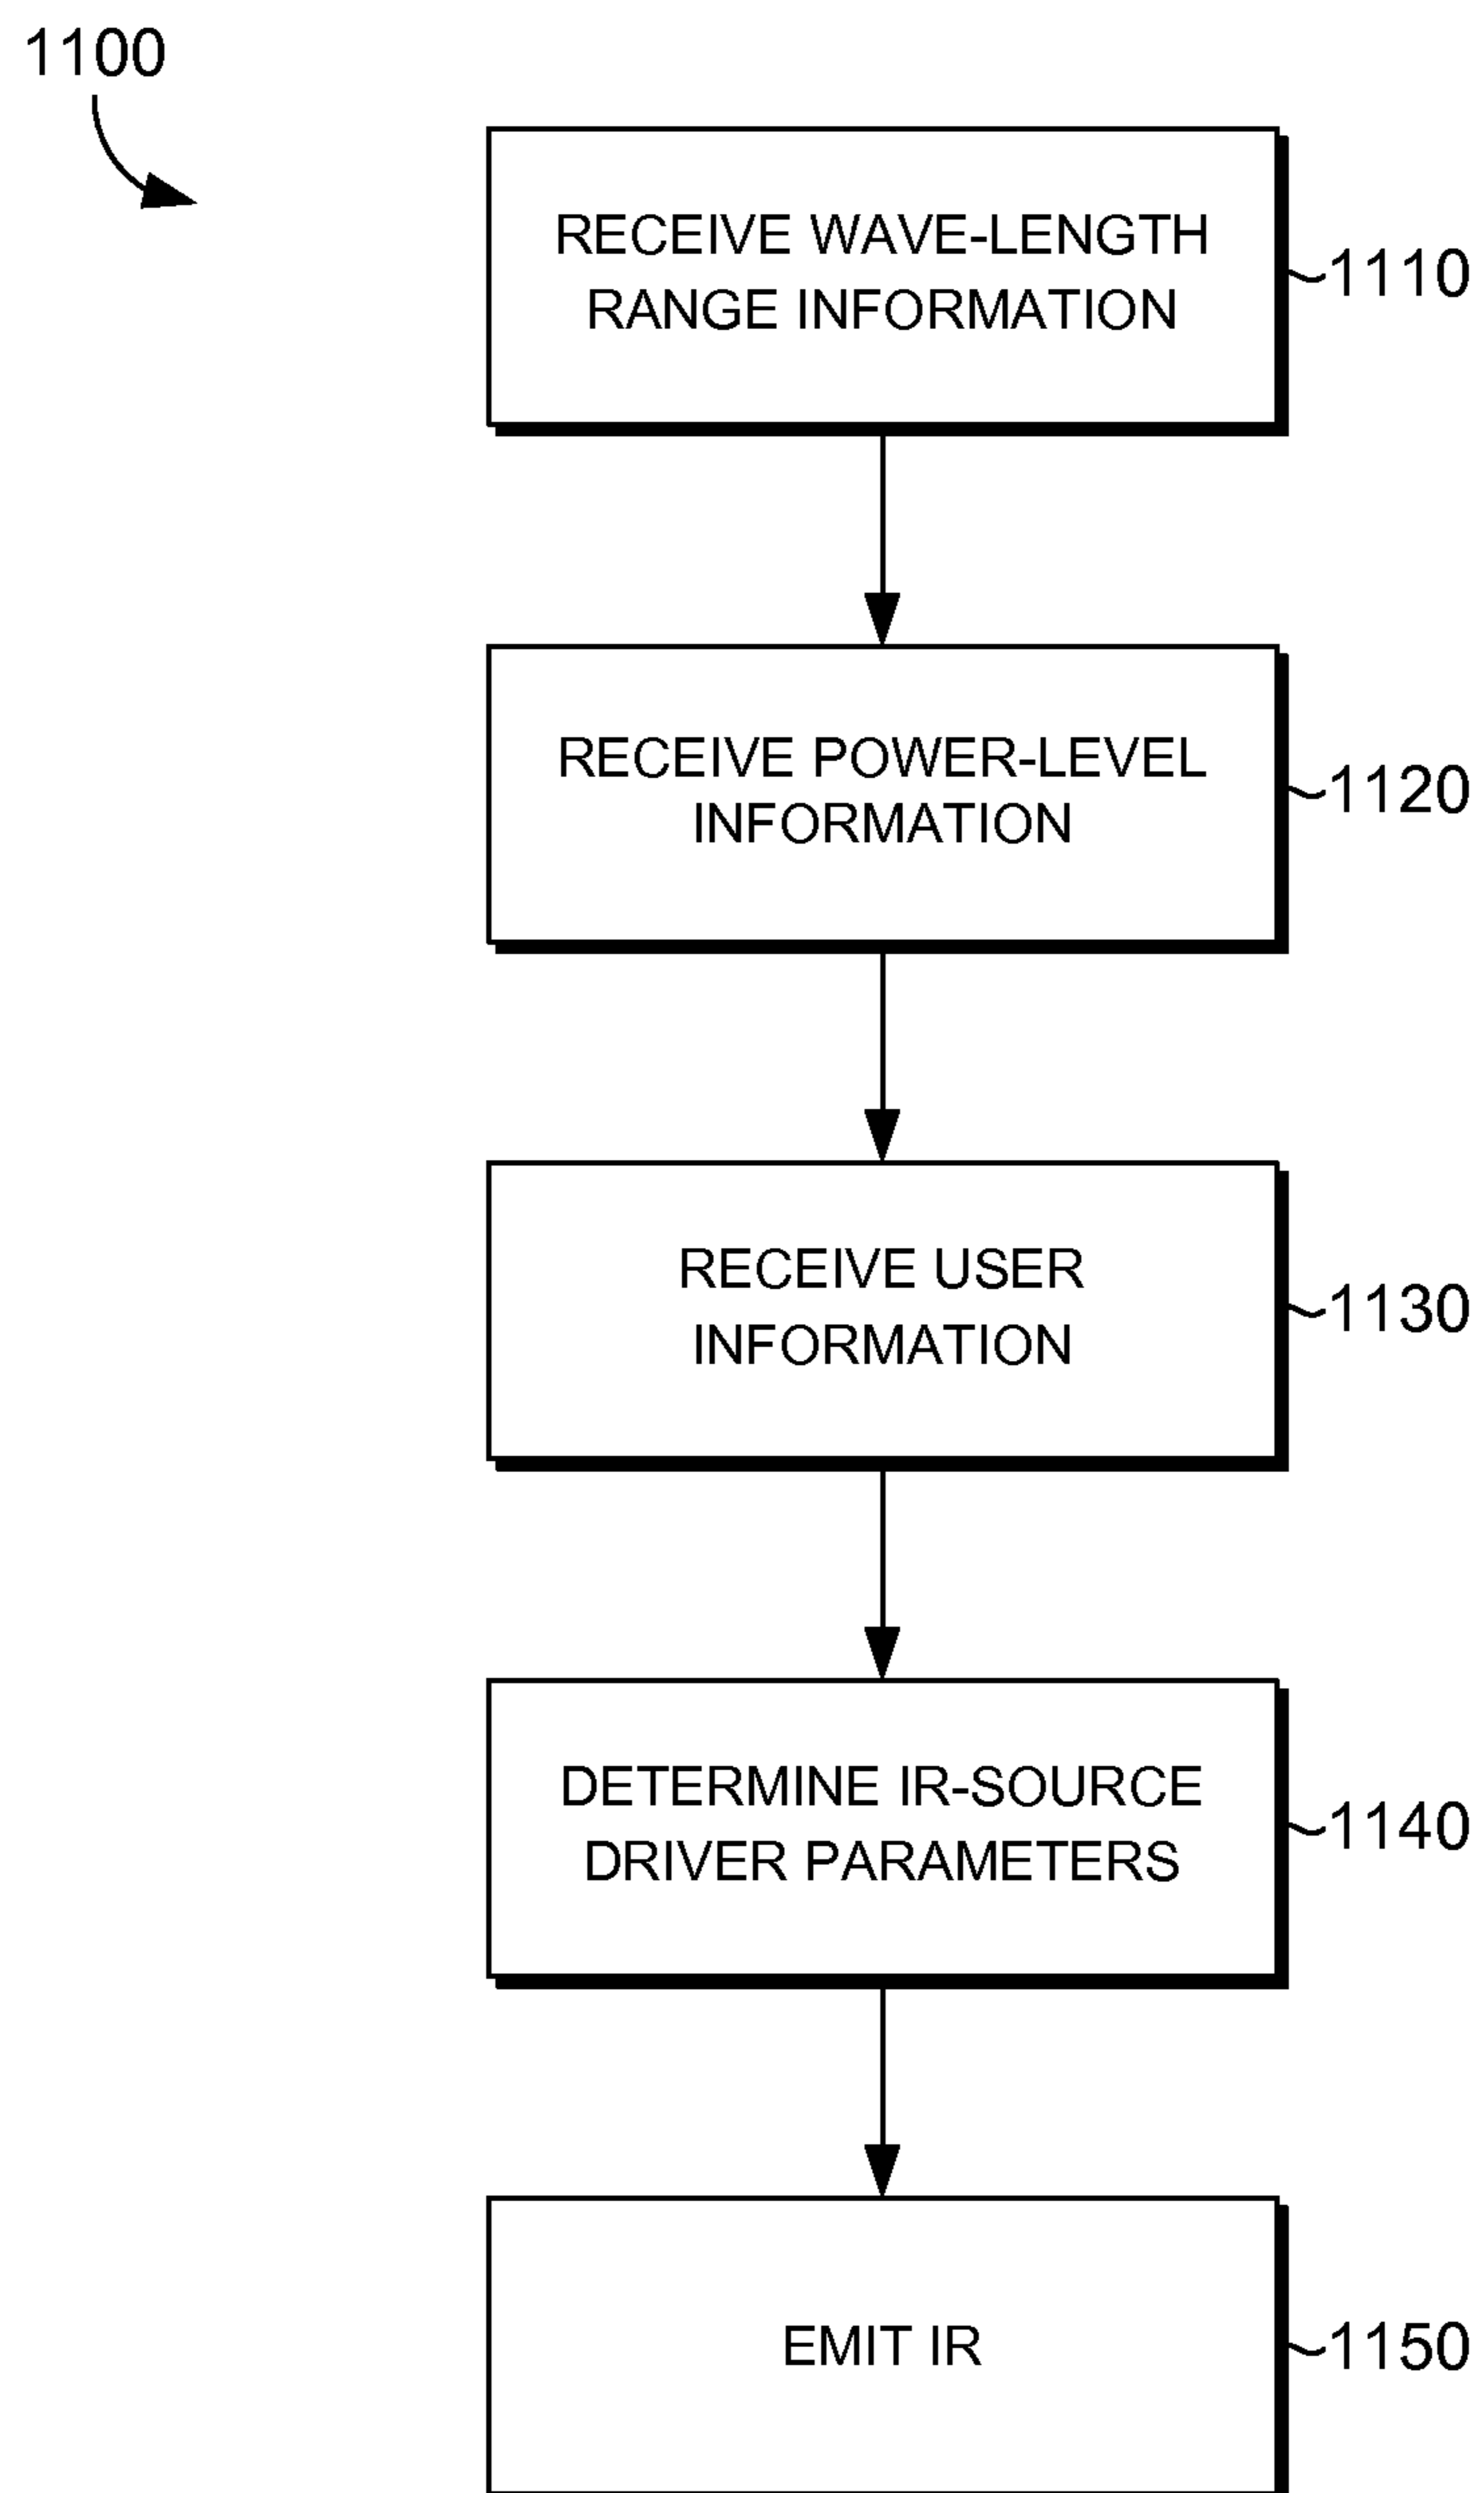 1100
RECEIVE WAVE-LENGTH
RANGE INFORMATION
1110
RECEIVE POWER-LEVEL
INFORMATION
1120
RECEIVE USER
INFORMATION
1130
DETERMINE IR-SOURCE
DRIVER PARAMETERS
1140
EMIT IR
1150